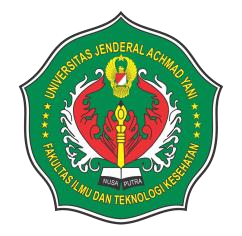 UNIVERSITAS JENDERAL ACHMAD YANI
NUSA PUTRA
FAKULTAS ILMU DAN TEKNOLOGI KESEHATAN